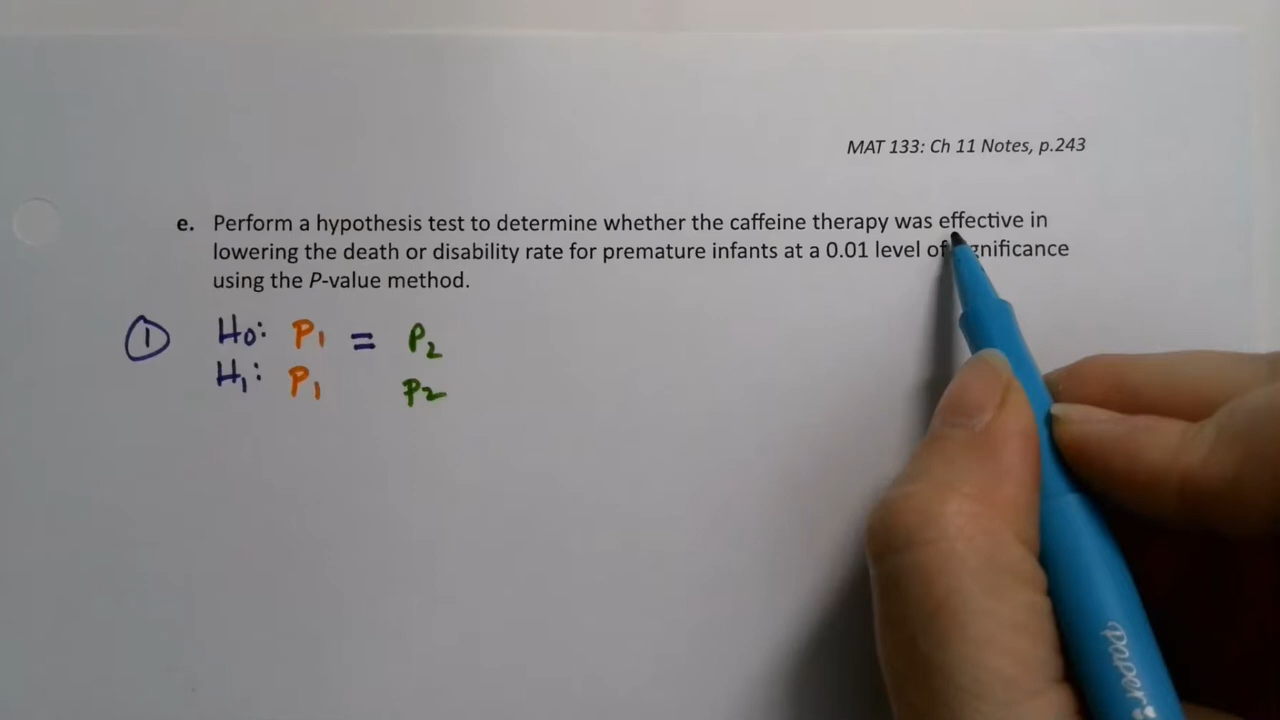 MAT 133: Ch 11 Notes, p.243
e. Perform a hypothesis test to determine whether the caffeine therapy was effective in
lowering the death or disability rate for premature infants at a 0.01 level of significance
using the P-value method.
① H₀: P₁ = P₂
H₁: P₁ P₂
paper